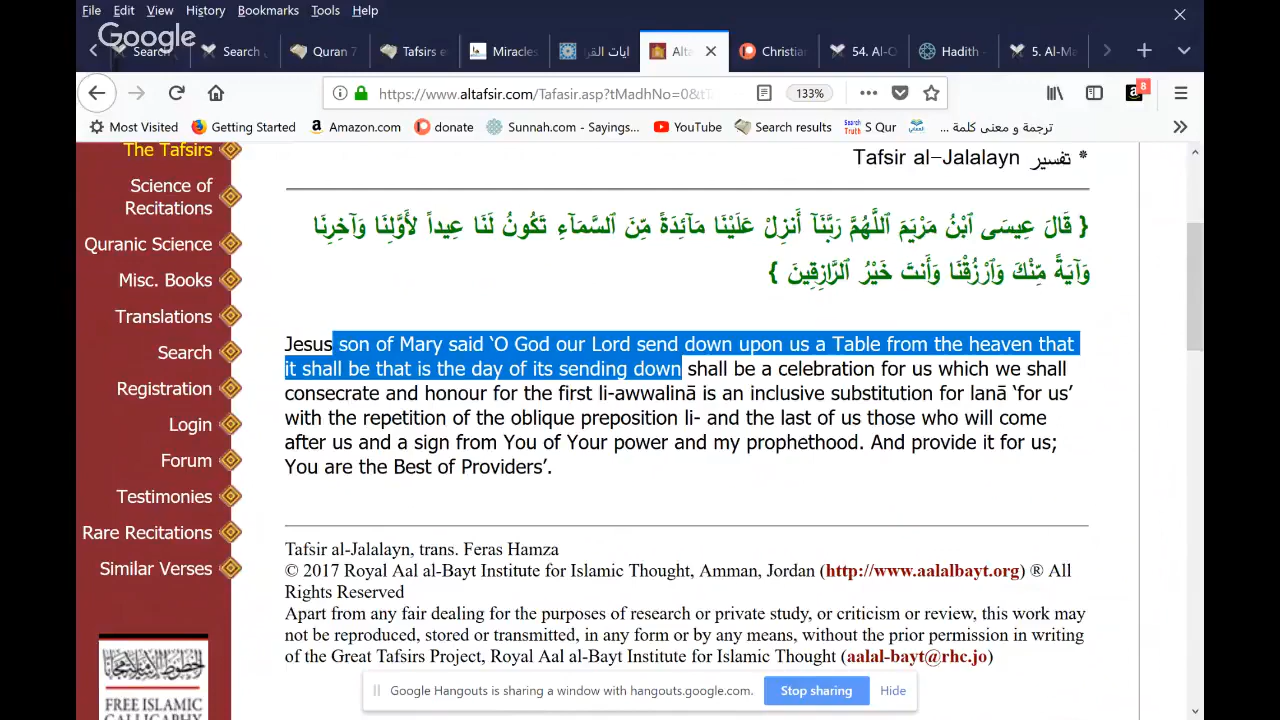 File Edit View History Bookmarks Tools Help
Google
Search Search Quran 7 Tafsirs e Miracles آيات القر Alta Christian 54. Al-Q Hadith 5. Al-Ma
https://www.altafsir.com/Tafasir.asp?tMadhNo=0&t 133% 8
Most Visited Getting Started Amazon.com donate Sunnah.com - Sayings,... YouTube Search results Search Truth S Qur ترجمة و معنى كلمة ...
The Tafsirs
Science of
Recitations
Quranic Science
Misc. Books
Translations
Search
Registration
Login
Forum
Testimonies
Rare Recitations
Similar Verses
FREE ISLAMIC
CALLIGRAPHY
* تفسير Tafsir al-Jalalayn
{ قَالَ عِيسَى ٱبْنُ مَرْيَمَ ٱللَّهُمَّ رَبَّنَآ أَنزِلْ عَلَيْنَا مَآئِدَةً مِّنَ ٱلسَّمَآءِ تَكُونُ لَنَا عِيداً لأَوَّلِنَا وَآخِرِنَا
وَآيَةً مِّنْكَ وَٱرْزُقْنَا وَأَنتَ خَيْرُ ٱلرَّازِقِينَ }
Jesus son of Mary said ‘O God our Lord send down upon us a Table from the heaven that
it shall be that is the day of its sending down shall be a celebration for us which we shall
consecrate and honour for the first li-awwalinā is an inclusive substitution for lanā ‘for us’
with the repetition of the oblique preposition li- and the last of us those who will come
after us and a sign from You of Your power and my prophethood. And provide it for us;
You are the Best of Providers’.
Tafsir al-Jalalayn, trans. Feras Hamza
© 2017 Royal Aal al-Bayt Institute for Islamic Thought, Amman, Jordan (http://www.aalalbayt.org) ® All
Rights Reserved
Apart from any fair dealing for the purposes of research or private study, or criticism or review, this work may
not be reproduced, stored or transmitted, in any form or by any means, without the prior permission in writing
of the Great Tafsirs Project, Royal Aal al-Bayt Institute for Islamic Thought (aalal-bayt@rhc.jo)
Google Hangouts is sharing a window with hangouts.google.com. Stop sharing Hide